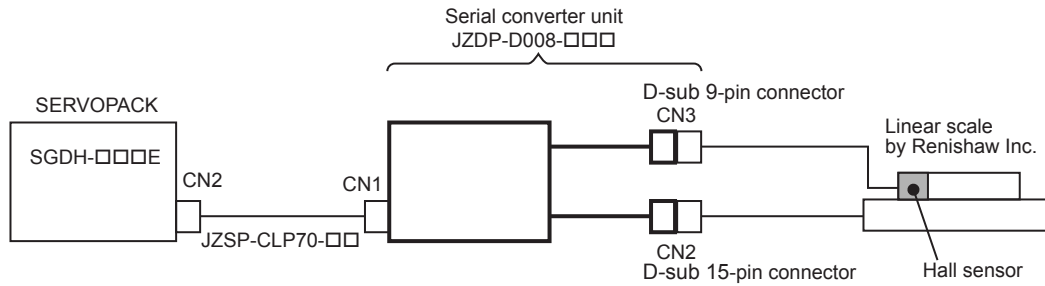 Serial converter unit
JZDP-D008-□□□
SERVOPACK
SGDH-□□□E
CN2
CN1
JZSP-CLP70-□□
D-sub 9-pin connector
CN3
Linear scale
by Renishaw Inc.
CN2
D-sub 15-pin connector
Hall sensor